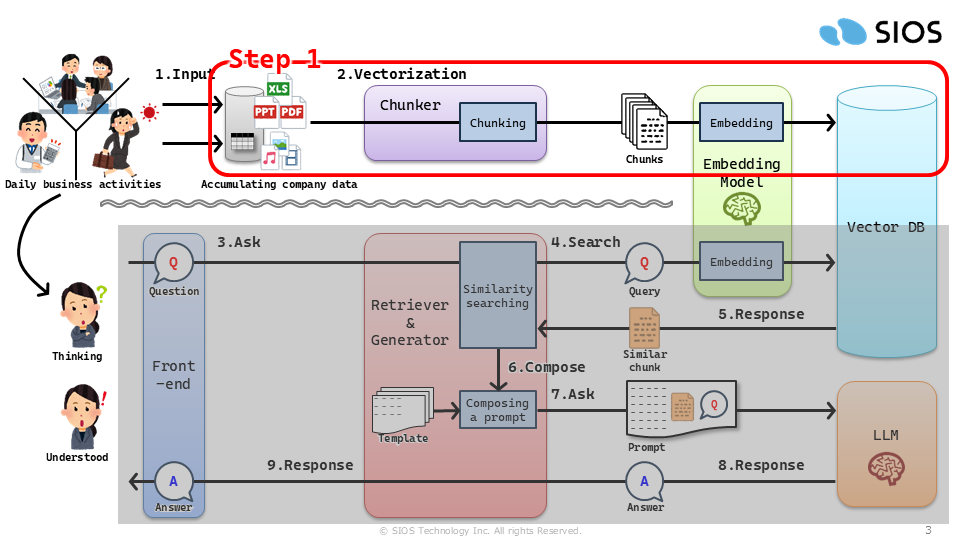 SIOS
Step 1
1.Input
2.Vectorization
XLS
PPT
PDF
Chunker
Chunking
Chunks
Embedding
Embedding
Model
Vector DB
Daily business activities
Accumulating company data
3.Ask
4.Search
Q
Question
Similarity
searching
Q
Query
Embedding
Retriever
&
Generator
5.Response
Similar
chunk
Thinking
Front
-end
6.Compose
7.Ask
Template
Composing
a prompt
Q
Prompt
LLM
Understood
9.Response
8.Response
A
Answer
A
Answer
© SIOS Technology Inc. All rights Reserved.
3